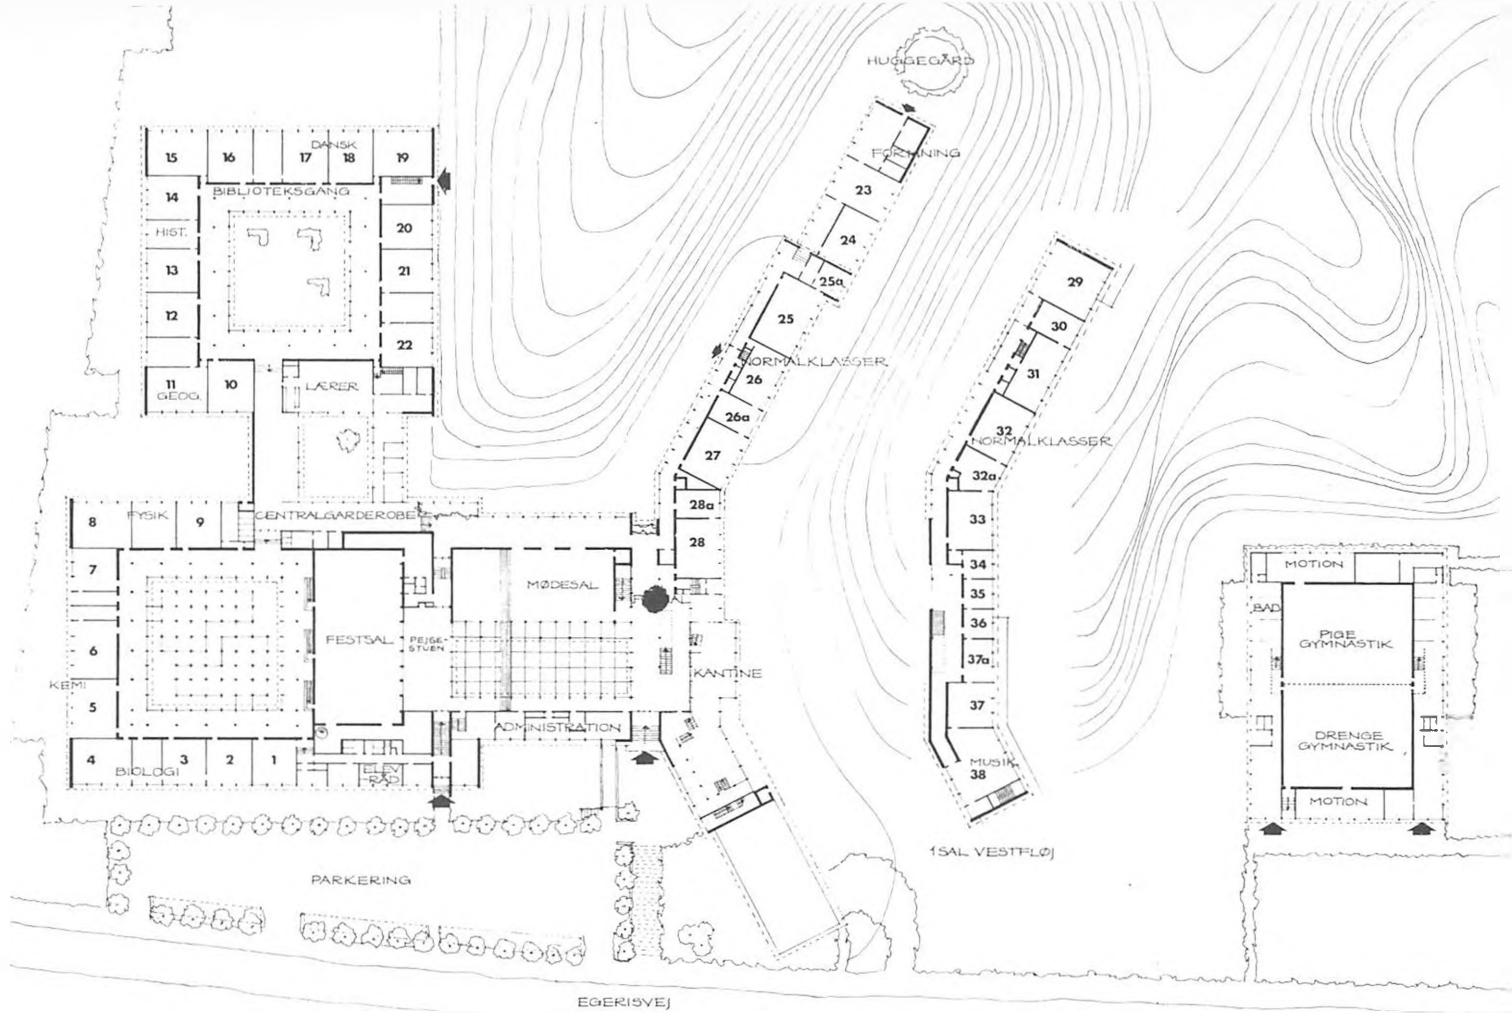 HUGGEGÅRD
FORMNING
DANSK
15 16 17 18 19
BIBLIOTEKSGANG
14
HIST.
13
12
11
GEOG.
10
LÆRER
20
21
22
23
24
25a
25
NORMALKLASSER
26
26a
27
28a
28
29
30
31
32
NORMALKLASSER
32a
33
34
35
36
37a
37
MUSIK
38
1 SAL VESTFLØJ
8 FYSIK 9
CENTRALGARDEROBE
7
6
KEMI
5
4 3 2 1
BIOLOGI
ELEV
RÅD
FESTSAL
PEJSE-
STUEN
MØDESAL
KANTINE
ADMINISTRATION
MOTION
BAD
PIGE
GYMNASTIK
DRENGE
GYMNASTIK
MOTION
PARKERING
EGERISVEJ